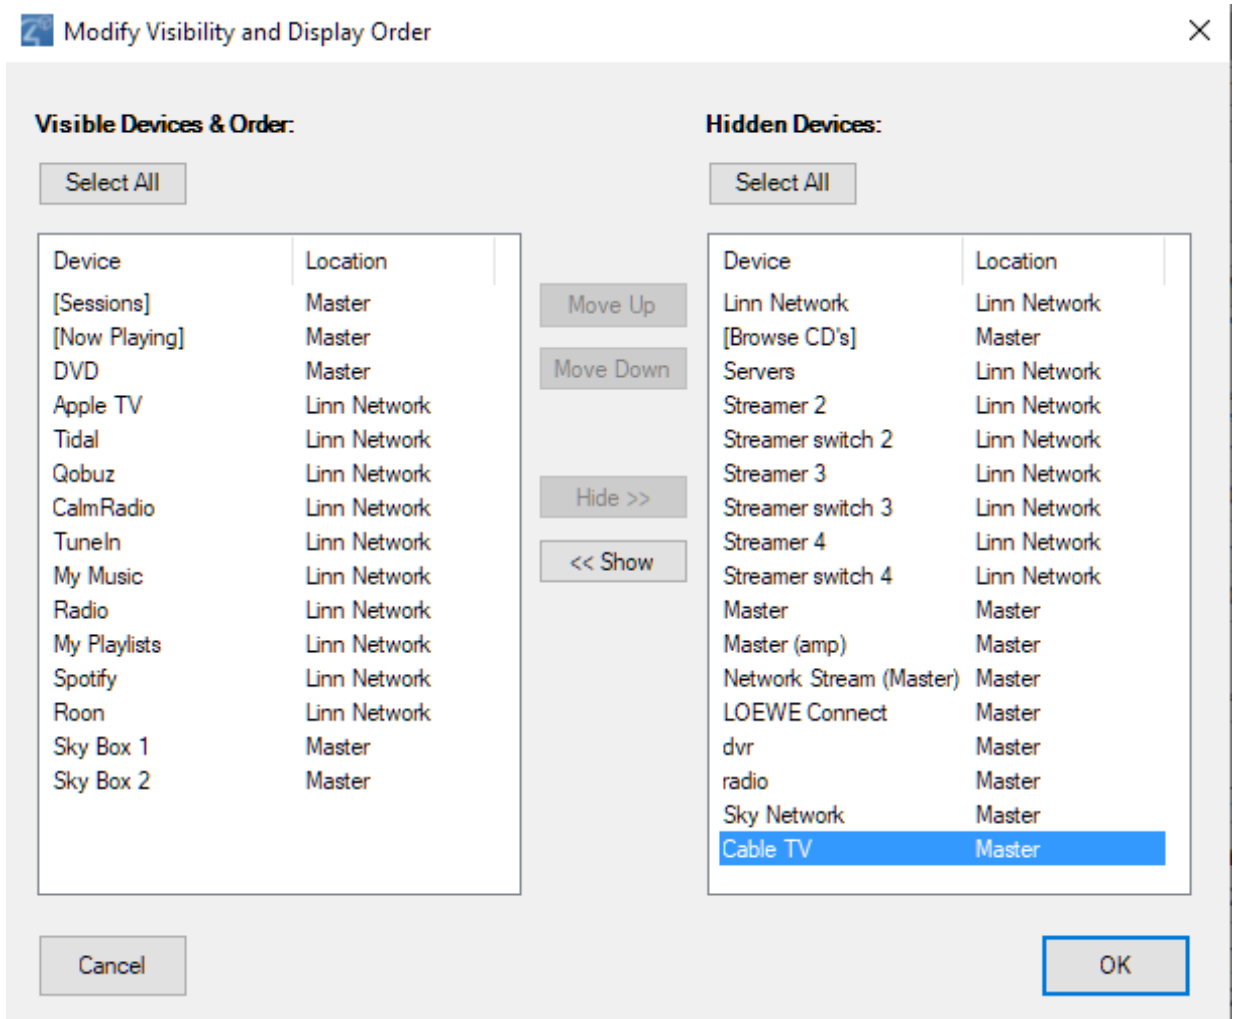 Modify Visibility and Display Order
Visible Devices & Order:
Select All
Device Location
[Sessions] Master
[Now Playing] Master
DVD Master
Apple TV Linn Network
Tidal Linn Network
Qobuz Linn Network
CalmRadio Linn Network
TuneIn Linn Network
My Music Linn Network
Radio Linn Network
My Playlists Linn Network
Spotify Linn Network
Roon Linn Network
Sky Box 1 Master
Sky Box 2 Master
Move Up
Move Down
Hide >>
<< Show
Hidden Devices:
Select All
Device Location
Linn Network Linn Network
[Browse CD's] Master
Servers Linn Network
Streamer 2 Linn Network
Streamer switch 2 Linn Network
Streamer 3 Linn Network
Streamer switch 3 Linn Network
Streamer 4 Linn Network
Streamer switch 4 Linn Network
Master Master
Master (amp) Master
Network Stream (Master) Master
LOEWE Connect Master
dvr Master
radio Master
Sky Network Master
Cable TV Master
Cancel
OK